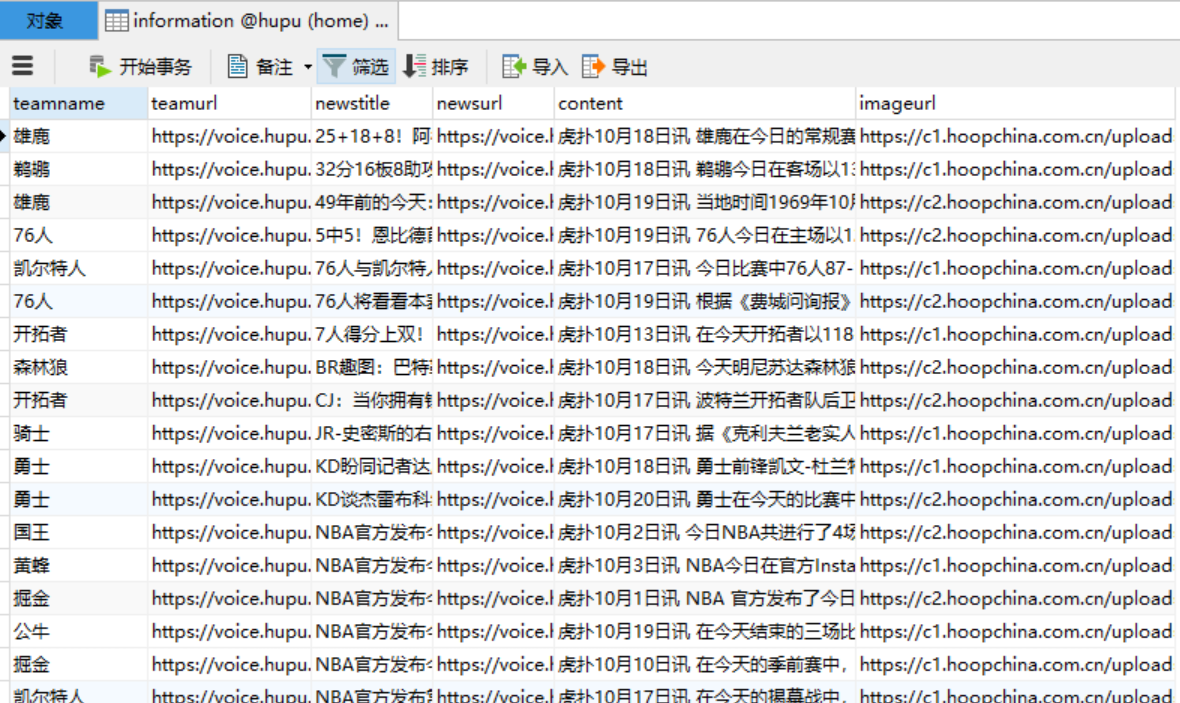 对象 information @hupu (home) ...
开始事务 备注 筛选 排序 导入 导出
teamname teamurl newstitle newsurl content imageurl
雄鹿 https://voice.hupu. 25+18+8！阿 https://voice.h 虎扑10月18日讯 雄鹿在今日的常规赛 https://c1.hoopchina.com.cn/upload
鹈鹕 https://voice.hupu. 32分16板8助攻 https://voice.h 虎扑10月18日讯 鹈鹕今日在客场以13 https://c1.hoopchina.com.cn/upload
雄鹿 https://voice.hupu. 49年前的今天: https://voice.h 虎扑10月19日讯 当地时间1969年10月 https://c2.hoopchina.com.cn/upload
76人 https://voice.hupu. 5中5！恩比德首 https://voice.h 虎扑10月19日讯 76人今日在主场以1 https://c2.hoopchina.com.cn/upload
凯尔特人 https://voice.hupu. 76人与凯尔特人 https://voice.h 虎扑10月17日讯 今日比赛中76人87- https://c1.hoopchina.com.cn/upload
76人 https://voice.hupu. 76人将看看本赛 https://voice.h 虎扑10月19日讯 根据《费城问询报》 https://c2.hoopchina.com.cn/upload
开拓者 https://voice.hupu. 7人得分上双！ https://voice.h 虎扑10月13日讯 在今天开拓者以118 https://c1.hoopchina.com.cn/upload
森林狼 https://voice.hupu. BR趣图：巴特勒 https://voice.h 虎扑10月18日讯 今天明尼苏达森林狼 https://c2.hoopchina.com.cn/upload
开拓者 https://voice.hupu. CJ：当你拥有 https://voice.h 虎扑10月17日讯 波特兰开拓者队后卫 https://c2.hoopchina.com.cn/upload
骑士 https://voice.hupu. JR-史密斯的右 https://voice.h 虎扑10月17日讯 据《克利夫兰老实人 https://c1.hoopchina.com.cn/upload
勇士 https://voice.hupu. KD盼同记者达 https://voice.h 虎扑10月18日讯 勇士前锋凯文-杜兰特 https://c1.hoopchina.com.cn/upload
勇士 https://voice.hupu. KD谈杰雷布科 https://voice.h 虎扑10月20日讯 勇士在今天的比赛中 https://c2.hoopchina.com.cn/upload
国王 https://voice.hupu. NBA官方发布今 https://voice.h 虎扑10月2日讯 今日NBA共进行了4场 https://c2.hoopchina.com.cn/upload
黄蜂 https://voice.hupu. NBA官方发布今 https://voice.h 虎扑10月3日讯 NBA今日在官方Insta https://c1.hoopchina.com.cn/upload
掘金 https://voice.hupu. NBA官方发布今 https://voice.h 虎扑10月1日讯 NBA 官方发布了今日 https://c2.hoopchina.com.cn/upload
公牛 https://voice.hupu. NBA官方发布今 https://voice.h 虎扑10月19日讯 在今天结束的三场比 https://c1.hoopchina.com.cn/upload
掘金 https://voice.hupu. NBA官方发布今 https://voice.h 虎扑10月10日讯 在今天的季前赛中， https://c1.hoopchina.com.cn/upload
凯尔特人 https://voice.hupu. NBA官方发布 https://voice.h 虎扑10月17日讯 在今天的揭幕战中， https://c1.hoopchina.com.cn/upload